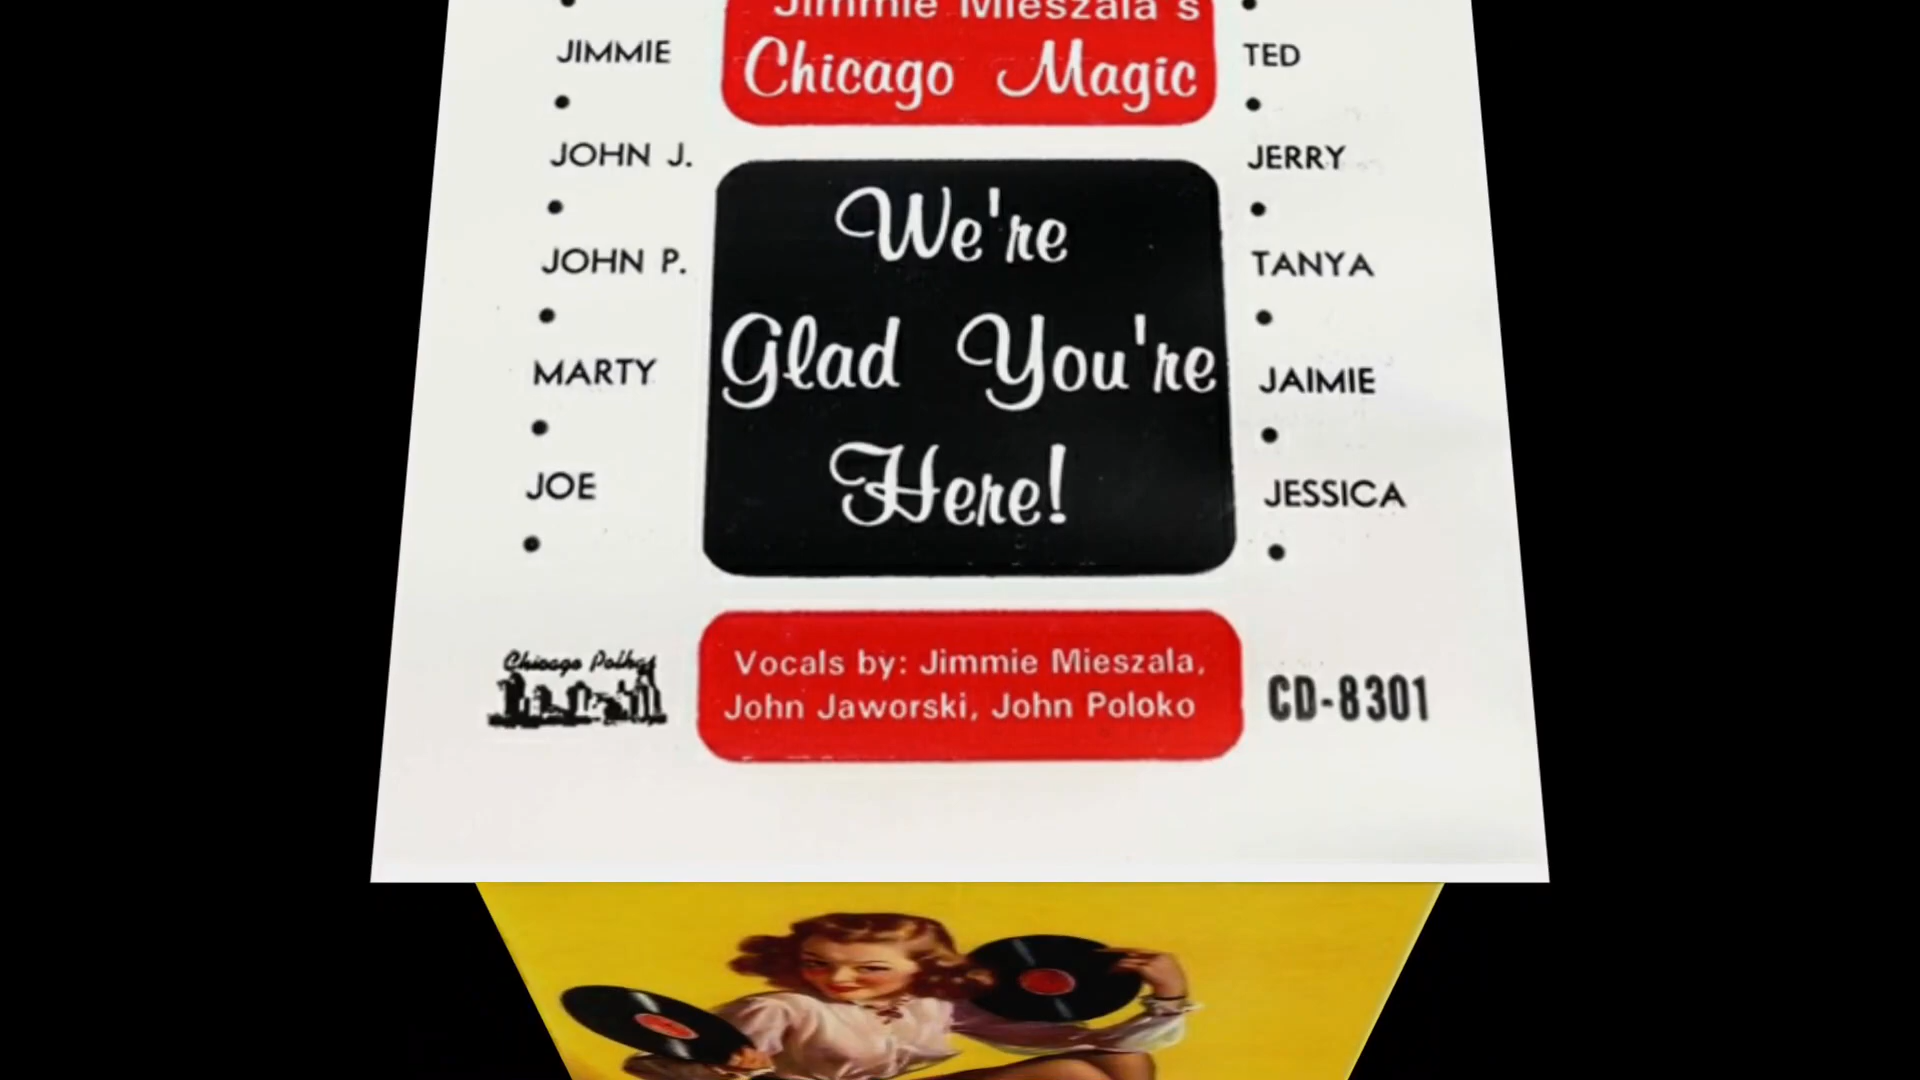 Jimmie Mieszala's
Chicago Magic
JIMMIE
JOHN J.
JOHN P.
MARTY
JOE
We're
Glad You're
Here!
TED
JERRY
TANYA
JAIMIE
JESSICA
Chicago Polkas
Vocals by: Jimmie Mieszala,
John Jaworski, John Poloko
CD-8301